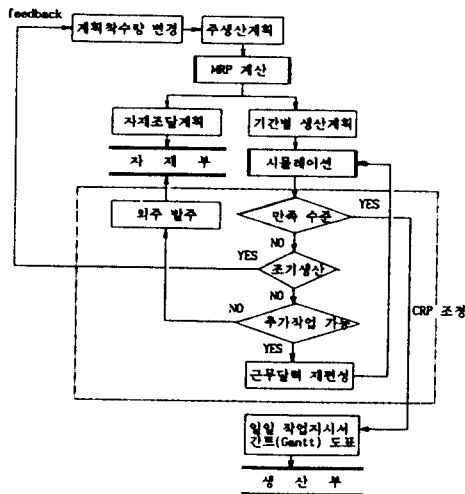 feedback
계획착수량 변경
주생산계획
MRP 계산
자재조달계획
기간별 생산계획
자 재 부
시뮬레이션
외주 발주
만족 수준
YES
NO
YES
조기생산
NO
NO
추가작업 가능
CRP 조정
YES
근무달력 재편성
일일 작업지시서
간트(Gantt) 도표
생 산 부